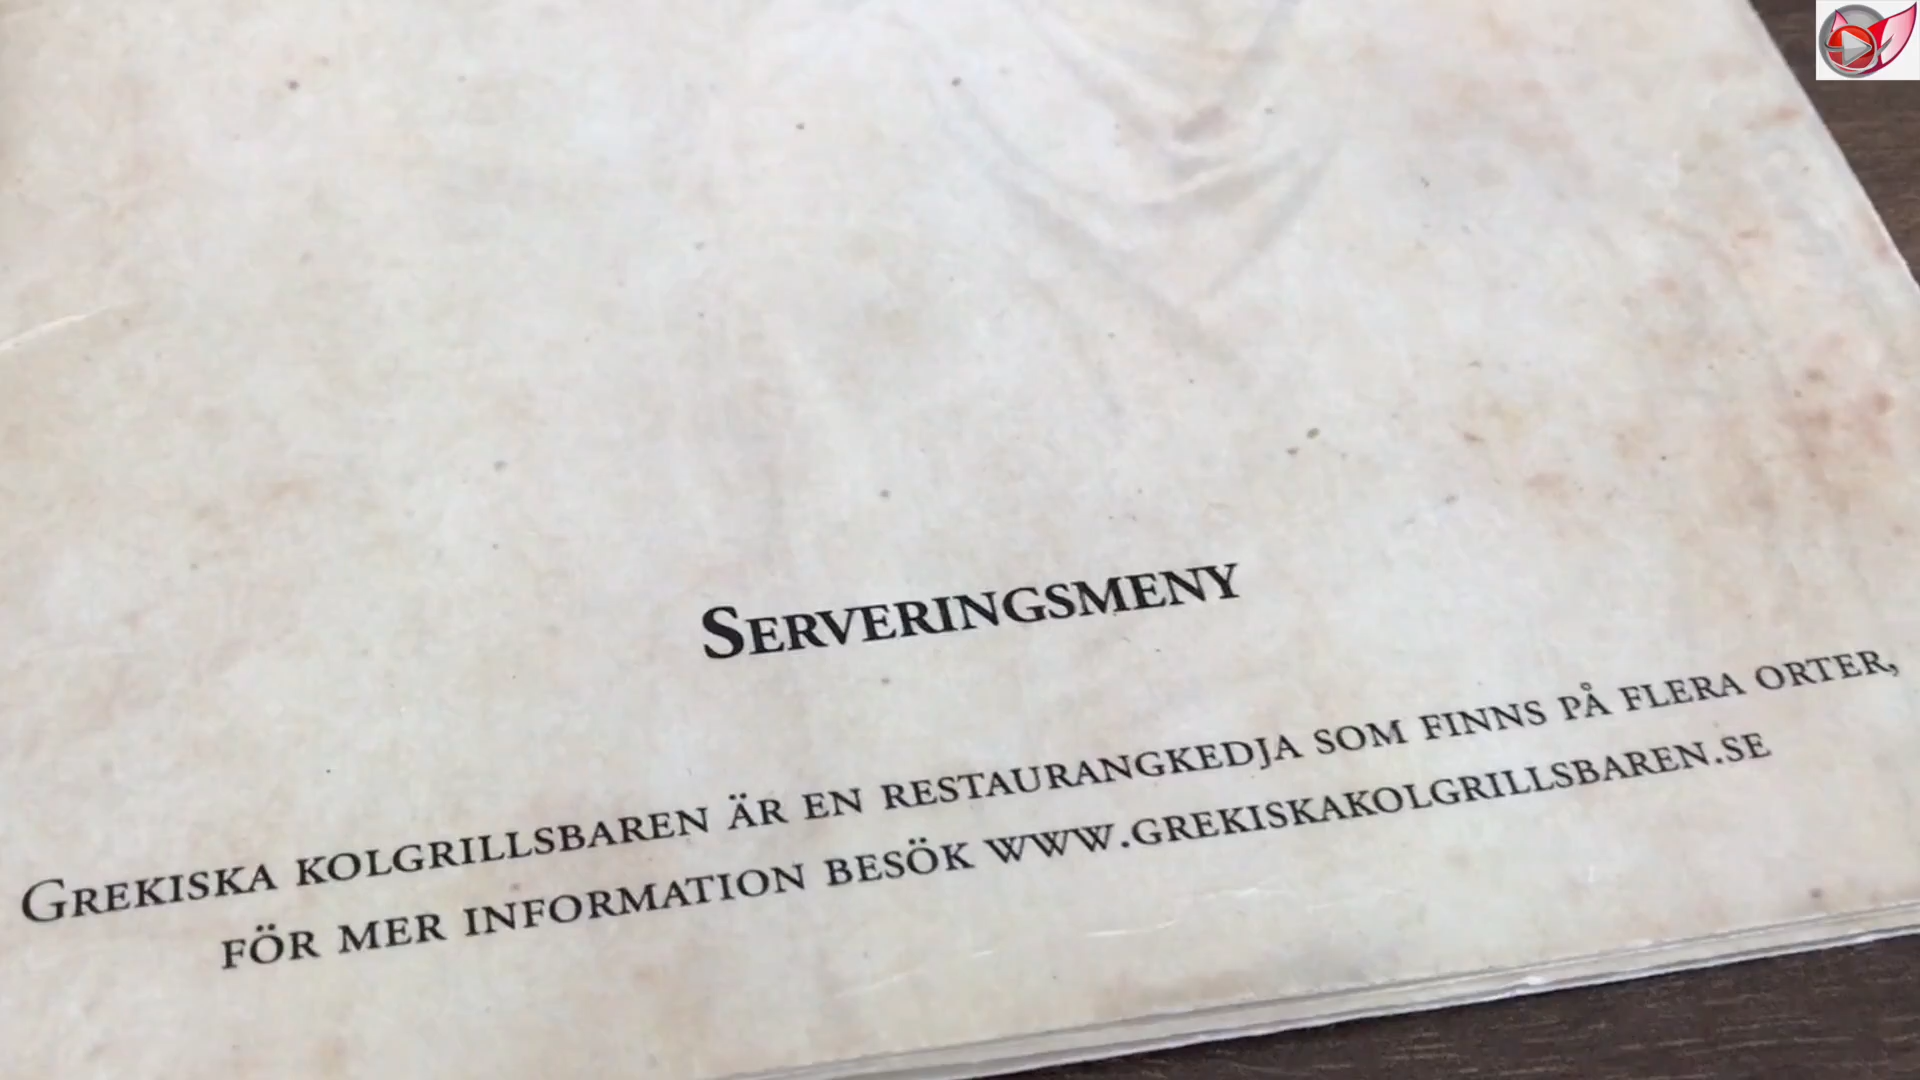 Serveringsmeny
Grekiska kolgrillsbaren är en restaurangkedja som finns på flera orter,
för mer information besök www.grekiskakolgrillsbaren.se